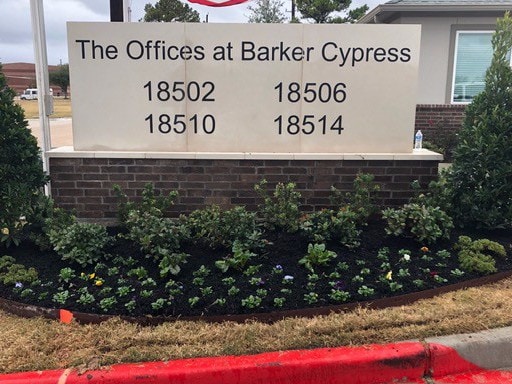 The Offices at Barker Cypress
18502 18506
18510 18514